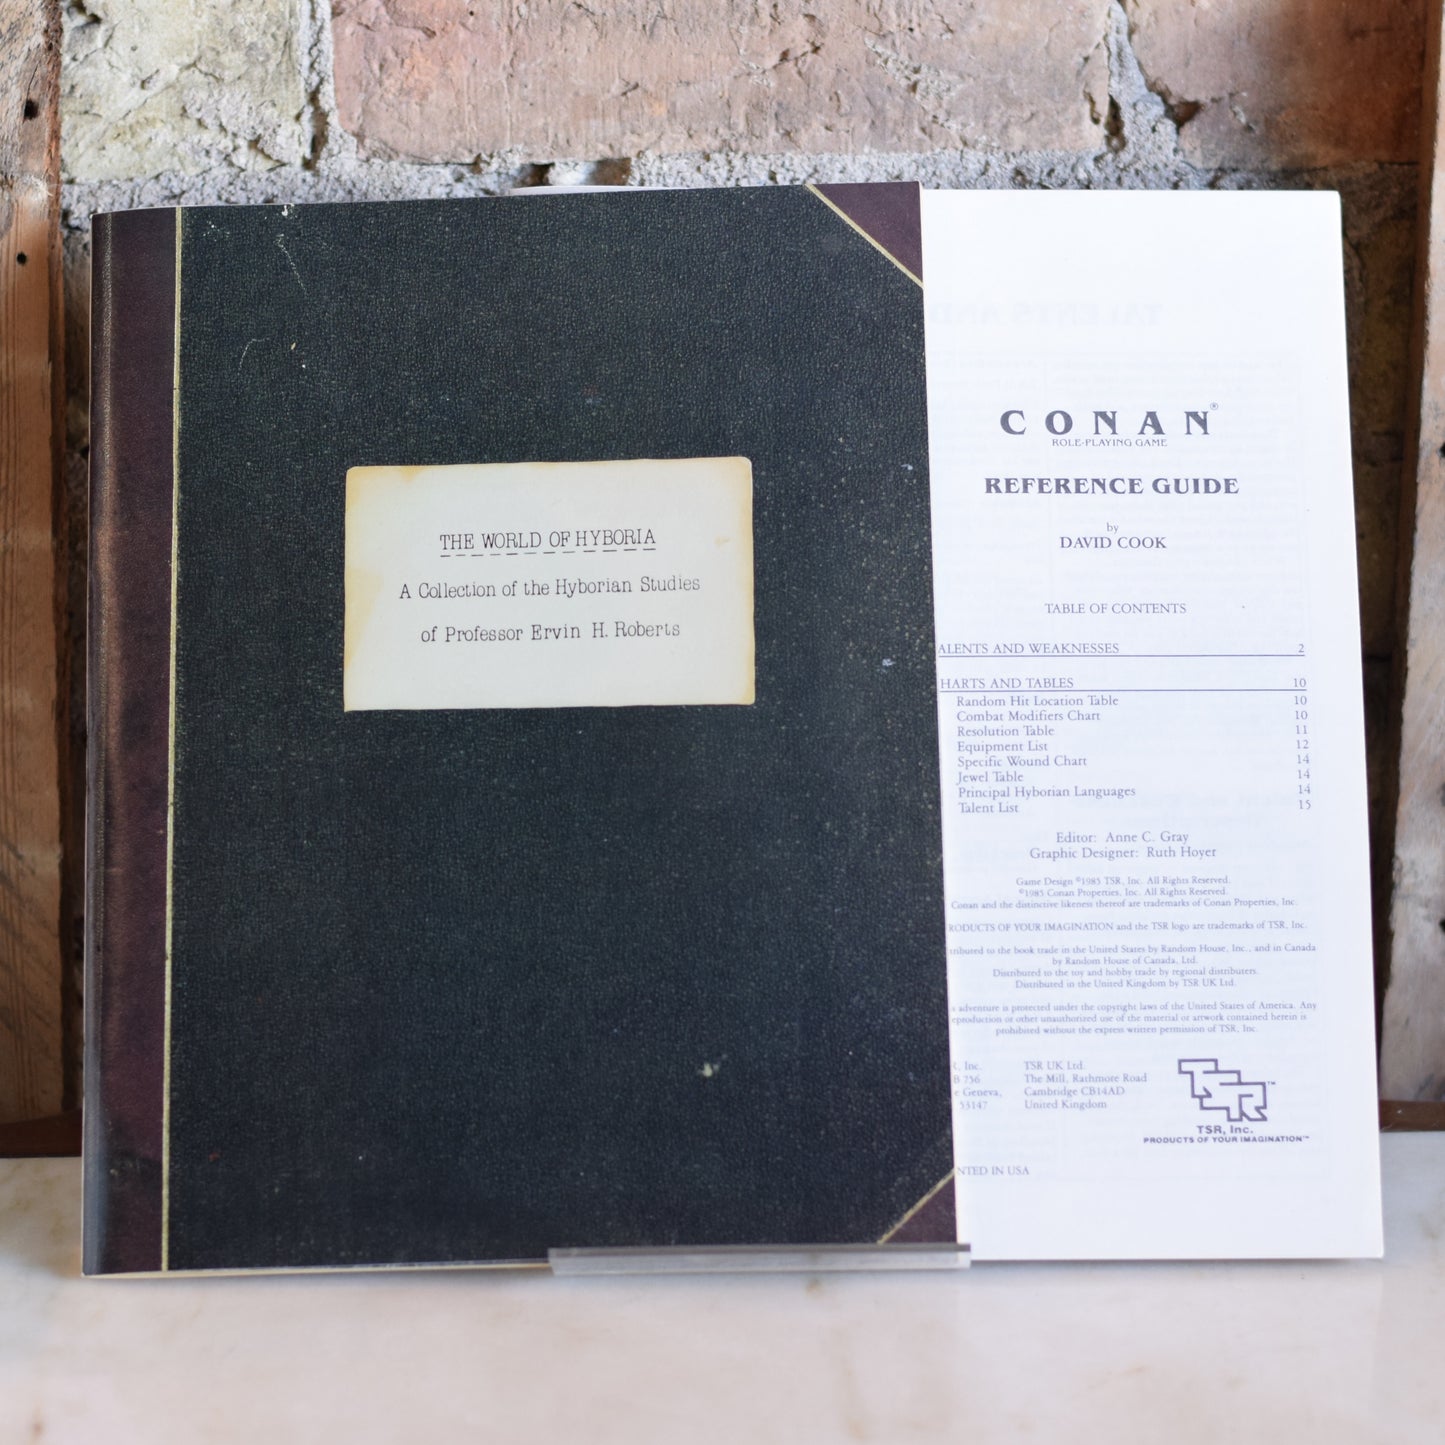 THE WORLD OF HYBORIA
A Collection of the Hyborian Studies
of Professor Ervin H. Roberts
CONAN®
ROLE-PLAYING GAME
REFERENCE GUIDE
by
DAVID COOK
TABLE OF CONTENTS
ALENTS AND WEAKNESSES 2
HARTS AND TABLES 10
Random Hit Location Table 10
Combat Modifiers Chart 10
Resolution Table 11
Equipment List 12
Specific Wound Chart 14
Jewel Table 14
Principal Hyborian Languages 14
Talent List 15
Editor: Anne C. Gray
Graphic Designer: Ruth Hoyer
Game Design ©1985 TSR, Inc. All Rights Reserved.
©1985 Conan Properties, Inc. All Rights Reserved.
Conan and the distinctive likeness thereof are trademarks of Conan Properties, Inc.
RODUCTS OF YOUR IMAGINATION and the TSR logo are trademarks of TSR, Inc.
tributed to the book trade in the United States by Random House, Inc., and in Canada
by Random House of Canada, Ltd.
Distributed to the toy and hobby trade by regional distributers.
Distributed in the United Kingdom by TSR UK Ltd.
s adventure is protected under the copyright laws of the United States of America. Any
eproduction or other unauthorized use of the material or artwork contained herein is
prohibited without the express written permission of TSR, Inc.
R, Inc.
B 756
e Geneva,
53147
TSR UK Ltd.
The Mill, Rathmore Road
Cambridge CB14AD
United Kingdom
TSR™
TSR, Inc.
PRODUCTS OF YOUR IMAGINATION™
NTED IN USA